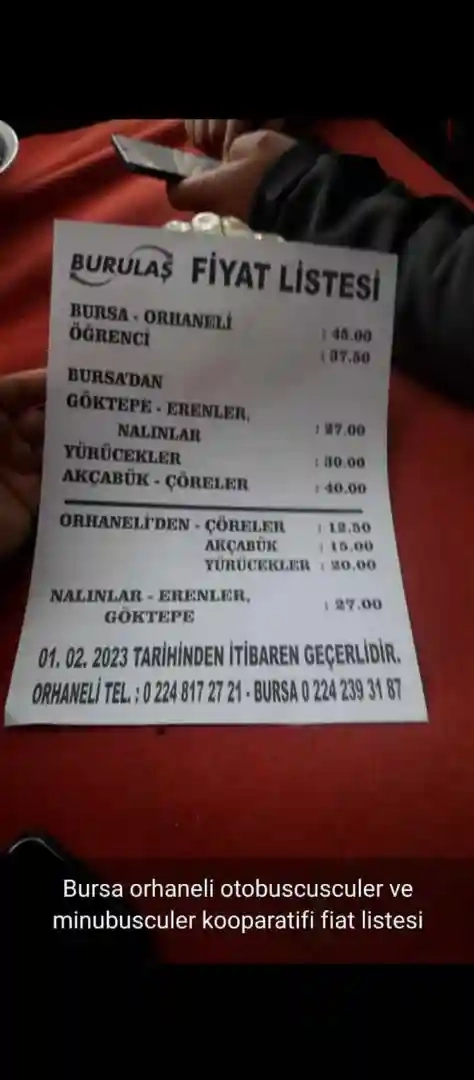 BURULAŞ FİYAT LİSTESİ
BURSA - ORHANELİ : 45.00
ÖĞRENCİ : 37.50
BURSA'DAN
GÖKTEPE - ERENLER,
NALINLAR : 27.00
YÜRÜCEKLER : 30.00
AKÇABÜK - ÇÖRELER : 40.00
ORHANELİ'DEN - ÇÖRELER : 12.50
AKÇABÜK : 15.00
YÜRÜCEKLER : 20.00
NALINLAR - ERENLER,
GÖKTEPE : 27.00
01. 02. 2023 TARİHİNDEN İTİBAREN GEÇERLİDİR.
ORHANELİ TEL. : 0 224 817 27 21 - BURSA 0 224 239 31 87
Bursa orhaneli otobuscusculer ve
minubusculer kooparatifi fiat listesi